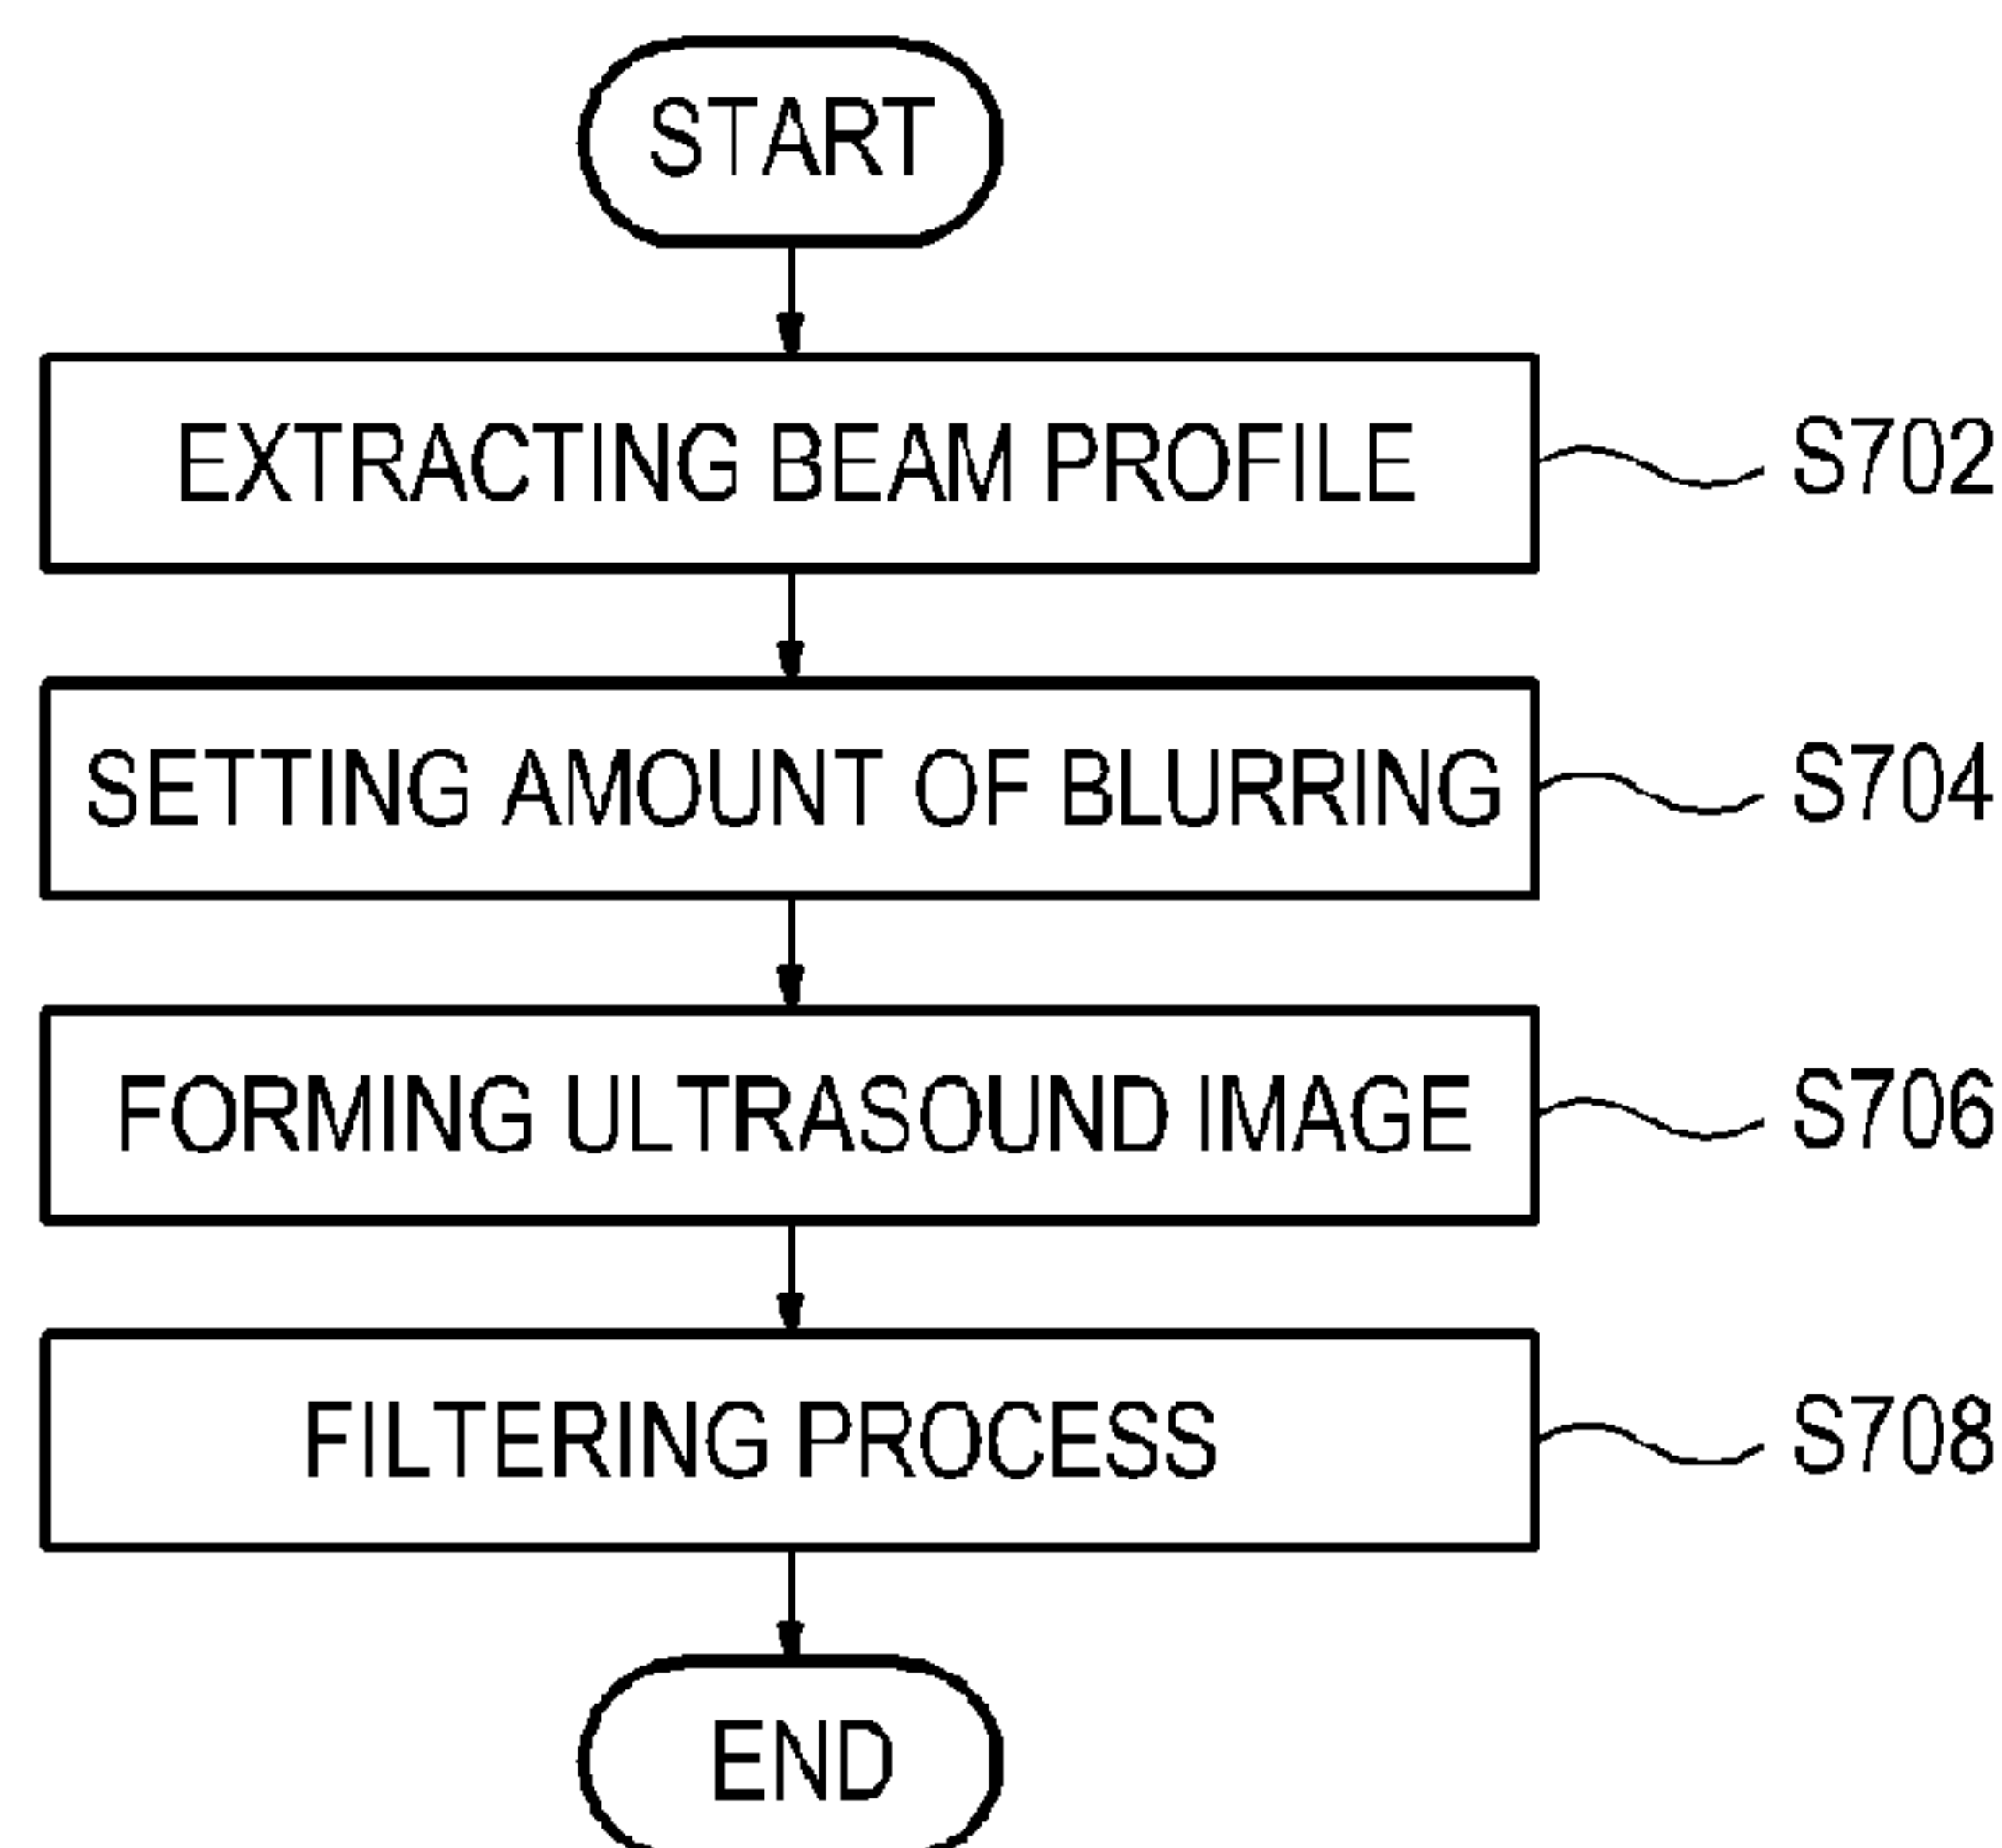 START
EXTRACTING BEAM PROFILE
S702
SETTING AMOUNT OF BLURRING
S704
FORMING ULTRASOUND IMAGE
S706
FILTERING PROCESS
S708
END